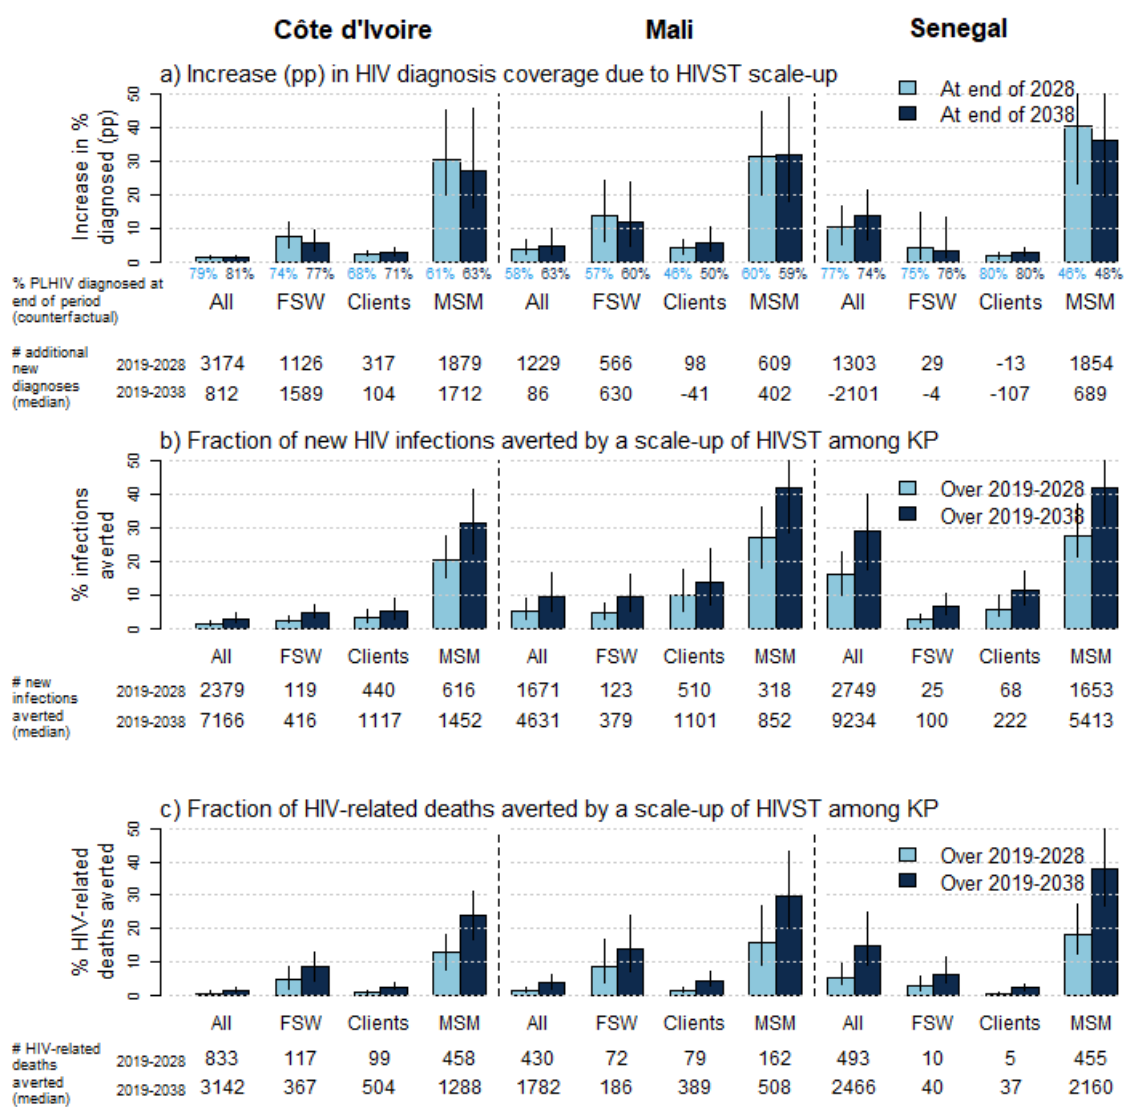 Côte d'Ivoire Mali Senegal
a) Increase (pp) in HIV diagnosis coverage due to HIVST scale-up
At end of 2028
At end of 2038
Increase in %
diagnosed (pp)
50
40
30
20
10
0
79% 81% 74% 77% 68% 71% 61% 63% 58% 63% 57% 60% 46% 50% 60% 59% 77% 74% 75% 76% 80% 80% 46% 48%
% PLHIV diagnosed at
end of period
(counterfactual)
All FSW Clients MSM All FSW Clients MSM All FSW Clients MSM
# additional
new
diagnoses
(median)
2019-2028 3174 1126 317 1879 1229 566 98 609 1303 29 -13 1854
2019-2038 812 1589 104 1712 86 630 -41 402 -2101 -4 -107 689
b) Fraction of new HIV infections averted by a scale-up of HIVST among KP
Over 2019-2028
Over 2019-2038
% infections
averted
50
40
30
20
10
0
All FSW Clients MSM All FSW Clients MSM All FSW Clients MSM
# new
infections
averted
(median)
2019-2028 2379 119 440 616 1671 123 510 318 2749 25 68 1653
2019-2038 7166 416 1117 1452 4631 379 1101 852 9234 100 222 5413
c) Fraction of HIV-related deaths averted by a scale-up of HIVST among KP
Over 2019-2028
Over 2019-2038
% HIV-related
deaths averted
50
40
30
20
10
0
All FSW Clients MSM All FSW Clients MSM All FSW Clients MSM
# HIV-related
deaths
averted
(median)
2019-2028 833 117 99 458 430 72 79 162 493 10 5 455
2019-2038 3142 367 504 1288 1782 186 389 508 2466 40 37 2160